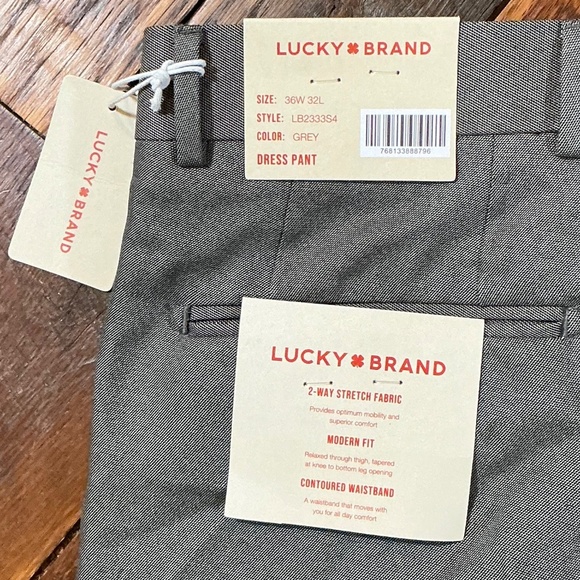 LUCKY BRAND
SIZE: 36W 32L
STYLE: LB2333S4
COLOR: GREY
DRESS PANT
768133888796
LUCKY BRAND
LUCKY BRAND
2-WAY STRETCH FABRIC
Provides optimum mobility and
superior comfort
MODERN FIT
Relaxed through thigh, tapered
at knee to bottom leg opening
CONTOURED WAISTBAND
A waistband that moves with
you for all day comfort